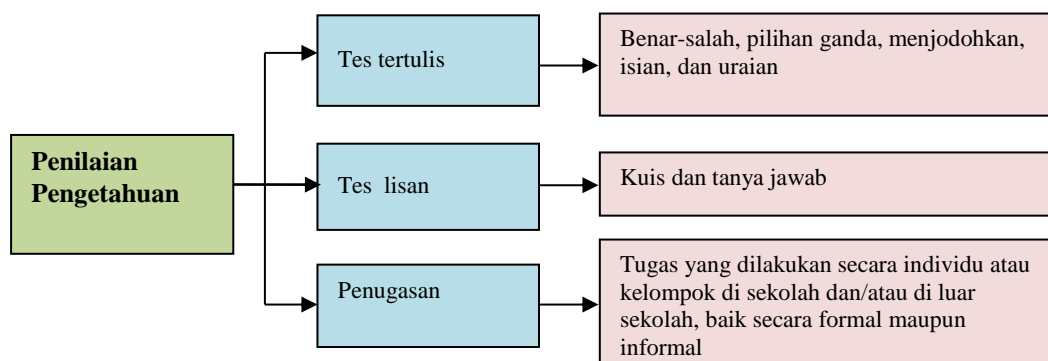 Penilaian
Pengetahuan
Tes tertulis
Benar-salah, pilihan ganda, menjodohkan,
isian, dan uraian
Tes lisan
Kuis dan tanya jawab
Penugasan
Tugas yang dilakukan secara individu atau
kelompok di sekolah dan/atau di luar
sekolah, baik secara formal maupun
informal